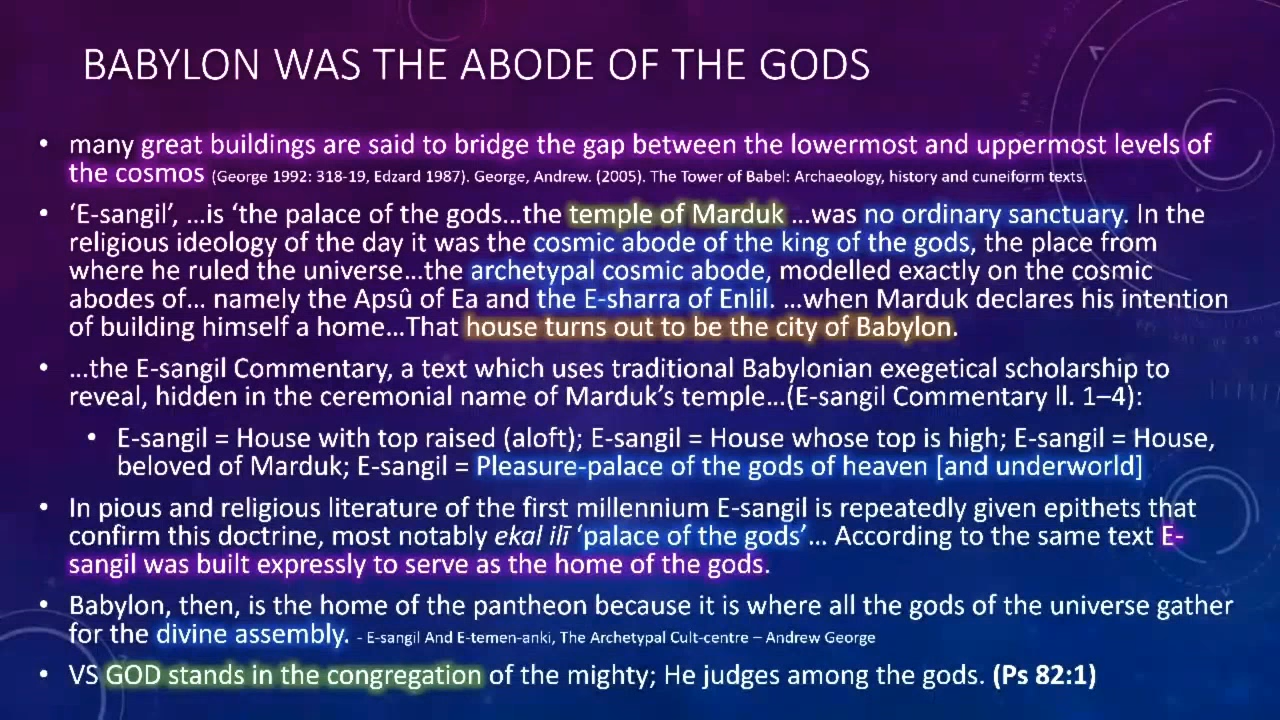 BABYLON WAS THE ABODE OF THE GODS
• many great buildings are said to bridge the gap between the lowermost and uppermost levels of
the cosmos (George 1992: 318-19, Edzard 1987). George, Andrew. (2005). The Tower of Babel: Archaeology, history and cuneiform texts.
• ‘E-sangil’, …is ‘the palace of the gods…the temple of Marduk …was no ordinary sanctuary. In the
religious ideology of the day it was the cosmic abode of the king of the gods, the place from
where he ruled the universe…the archetypal cosmic abode, modelled exactly on the cosmic
abodes of… namely the Apsû of Ea and the E-sharra of Enlil. …when Marduk declares his intention
of building himself a home…That house turns out to be the city of Babylon.
• …the E-sangil Commentary, a text which uses traditional Babylonian exegetical scholarship to
reveal, hidden in the ceremonial name of Marduk’s temple…(E-sangil Commentary ll. 1–4):
• E-sangil = House with top raised (aloft); E-sangil = House whose top is high; E-sangil = House,
beloved of Marduk; E-sangil = Pleasure-palace of the gods of heaven [and underworld]
• In pious and religious literature of the first millennium E-sangil is repeatedly given epithets that
confirm this doctrine, most notably ekal ilī ‘palace of the gods’… According to the same text E-
sangil was built expressly to serve as the home of the gods.
• Babylon, then, is the home of the pantheon because it is where all the gods of the universe gather
for the divine assembly. - E-sangil And E-temen-anki, The Archetypal Cult-centre – Andrew George
• VS GOD stands in the congregation of the mighty; He judges among the gods. (Ps 82:1)